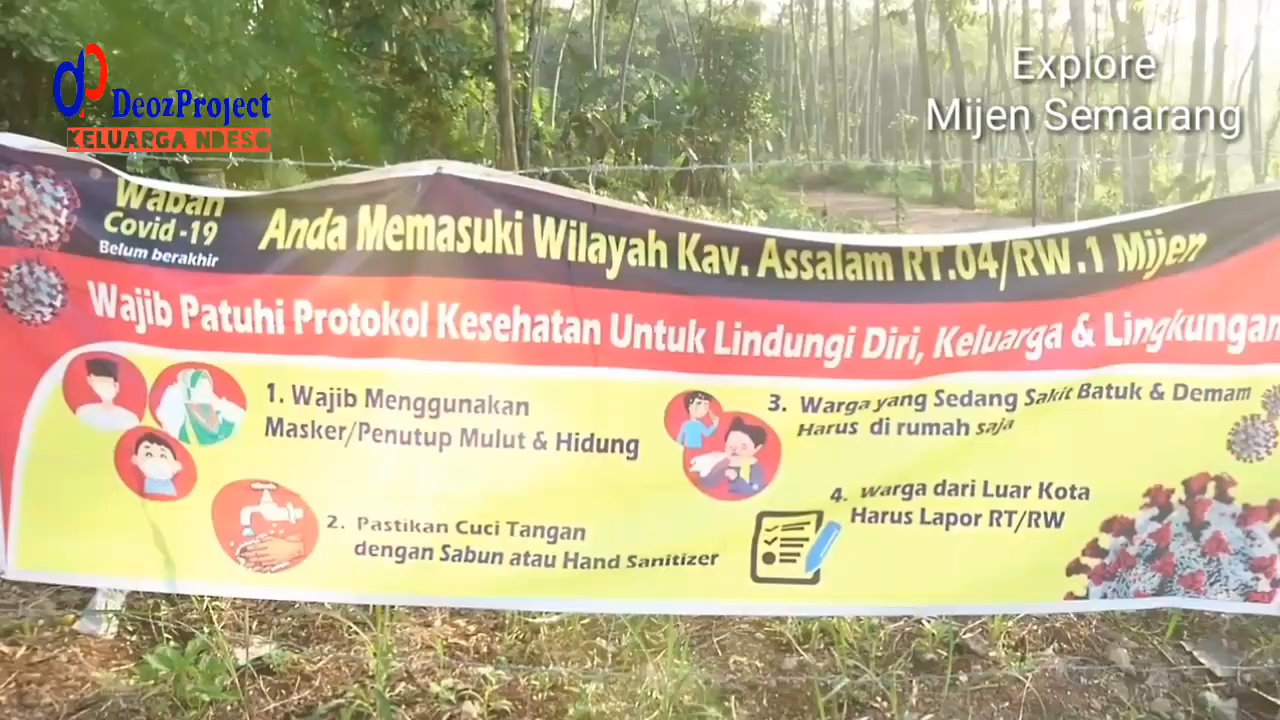 DeozProject
KELUARGA NDESO
Explore
Mijen Semarang
Wabah
Covid -19
Belum berakhir
Anda Memasuki Wilayah Kav. Assalam RT.04/RW.1 Mijen
Wajib Patuhi Protokol Kesehatan Untuk Lindungi Diri, Keluarga & Lingkungan
1. Wajib Menggunakan
Masker/Penutup Mulut & Hidung
2. Pastikan Cuci Tangan
dengan Sabun atau Hand Sanitizer
3. Warga yang Sedang Sakit Batuk & Demam
Harus di rumah saja
4. Warga dari Luar Kota
Harus Lapor RT/RW